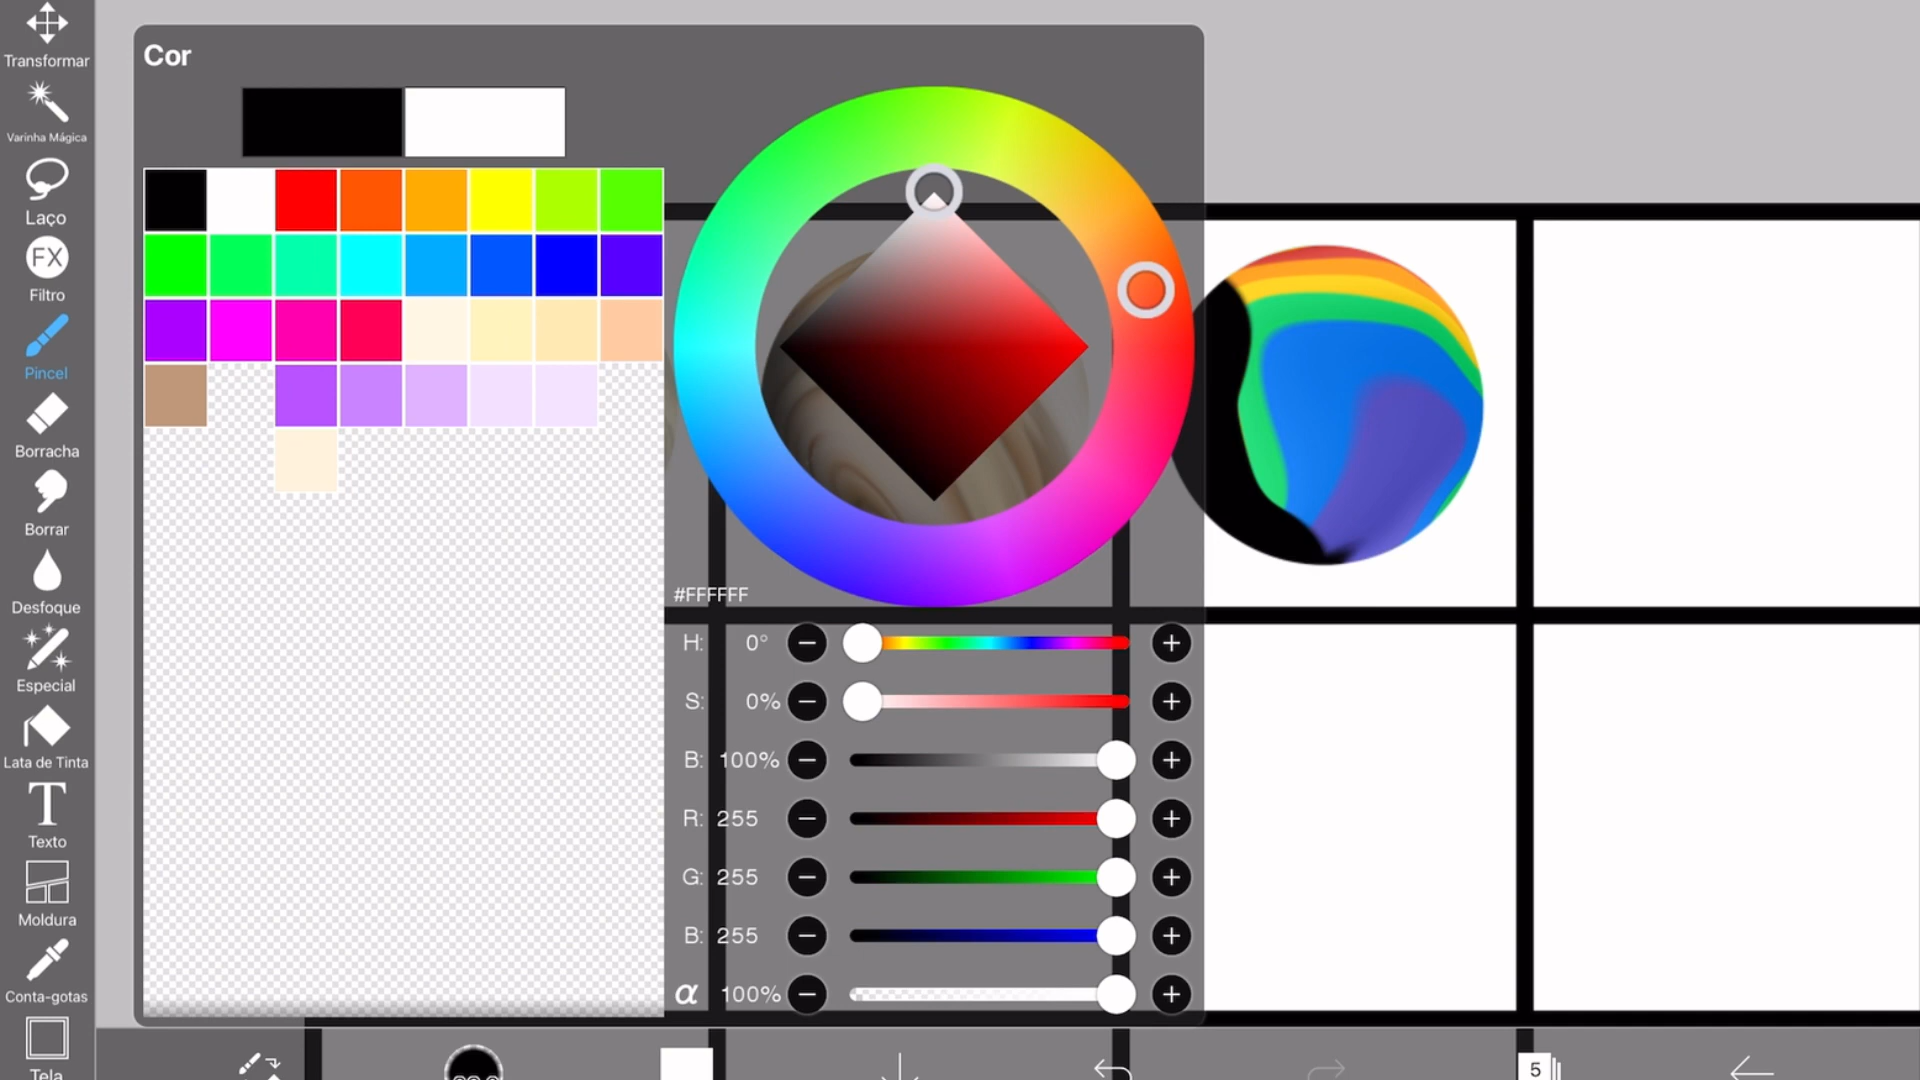 Cor
Transformar
Varinha Mágica
Laço
FX
Filtro
Pincel
Borracha
Borrar
Desfoque
Especial
Lata de Tinta
T
Texto
Moldura
Conta-gotas
Tela
#FFFFFF
H: 0°
S: 0%
B: 100%
R: 255
G: 255
B: 255
α 100%
5